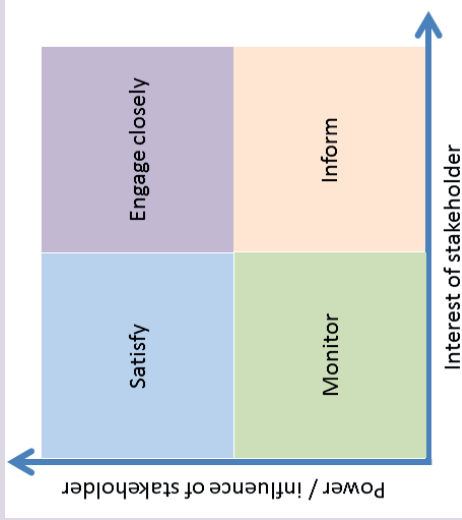 Power / influence of stakeholder
Satisfy
Engage closely
Monitor
Inform
Interest of stakeholder